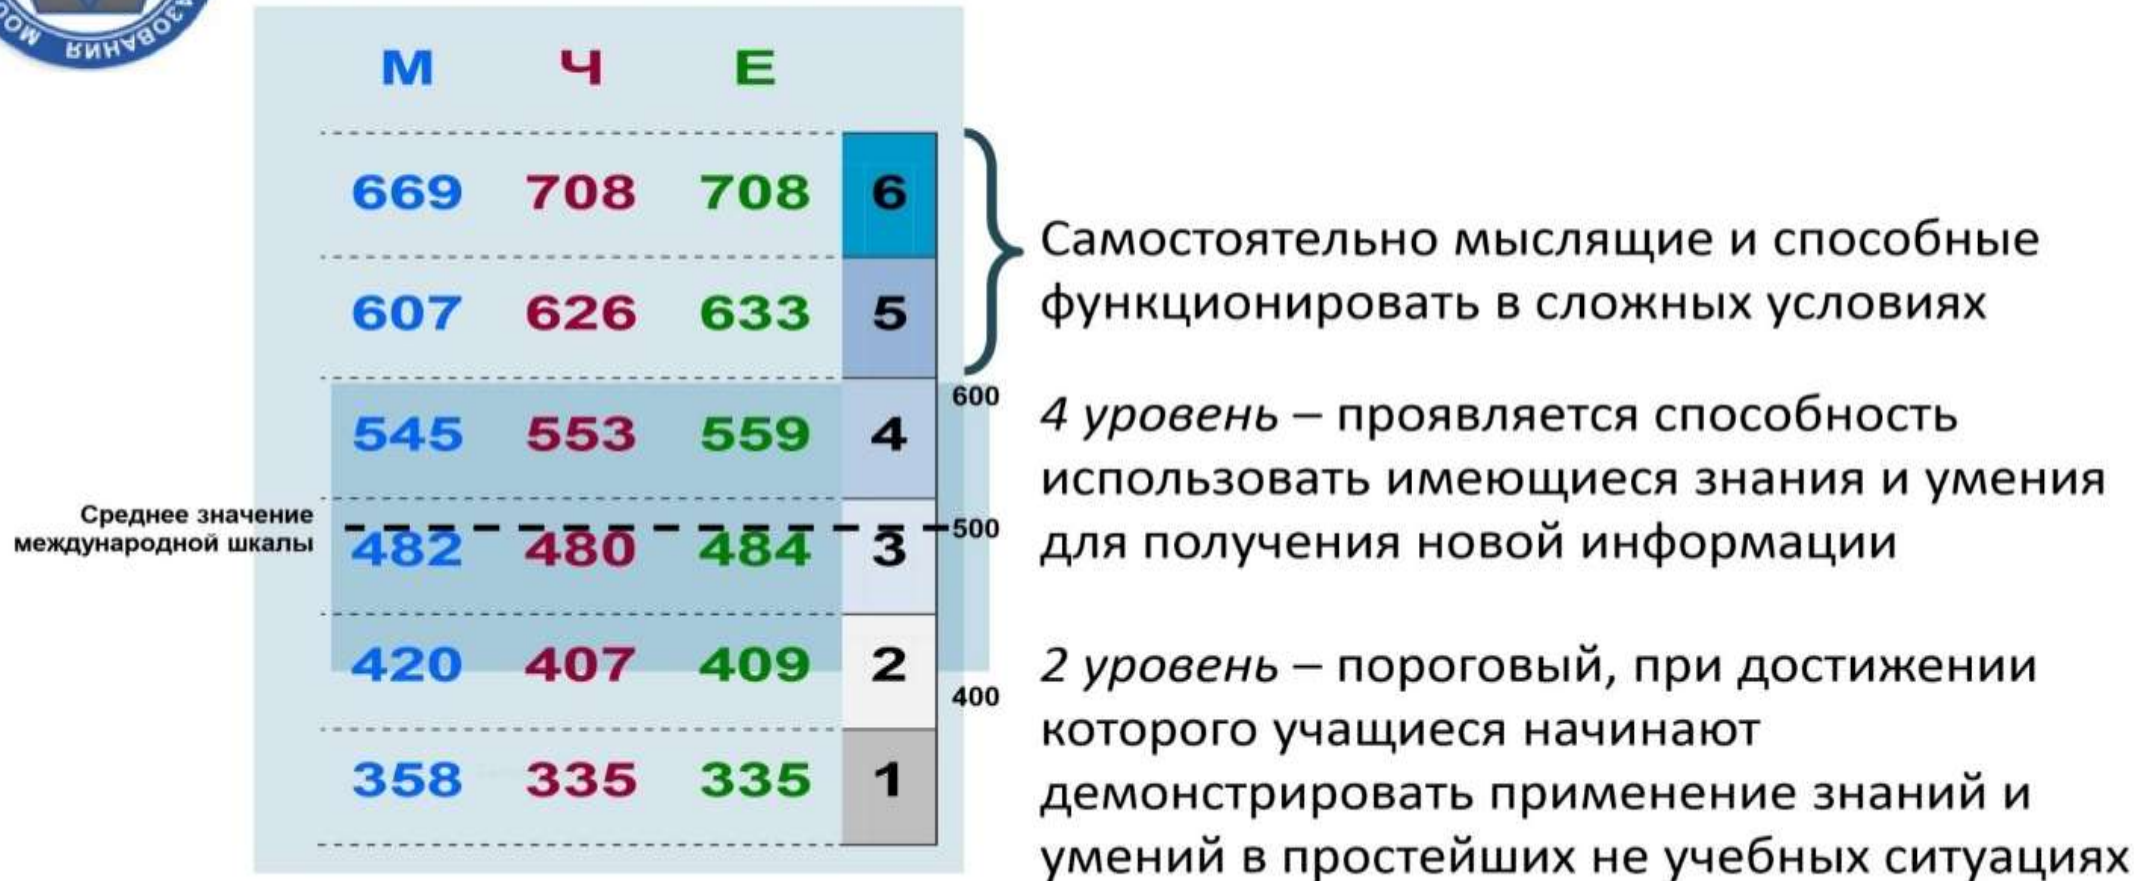 М Ч Е
669 708 708 6
607 626 633 5
600
545 553 559 4
Среднее значение
международной шкалы
500
482 480 484 3
420 407 409 2
400
358 335 335 1
Самостоятельно мыслящие и способные
функционировать в сложных условиях
4 уровень – проявляется способность
использовать имеющиеся знания и умения
для получения новой информации
2 уровень – пороговый, при достижении
которого учащиеся начинают
демонстрировать применение знаний и
умений в простейших не учебных ситуациях